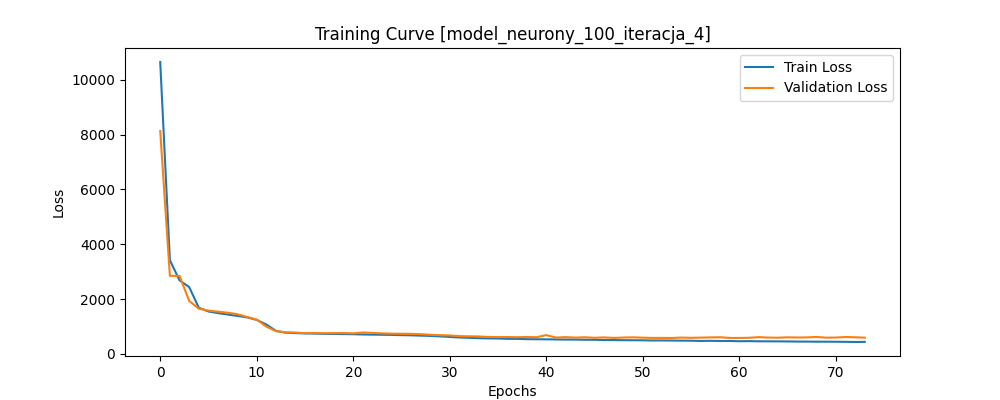 Training Curve [model_neurony_100_iteracja_4]
Train Loss
Validation Loss
10000
8000
6000
4000
2000
0
Loss
0 10 20 30 40 50 60 70
Epochs